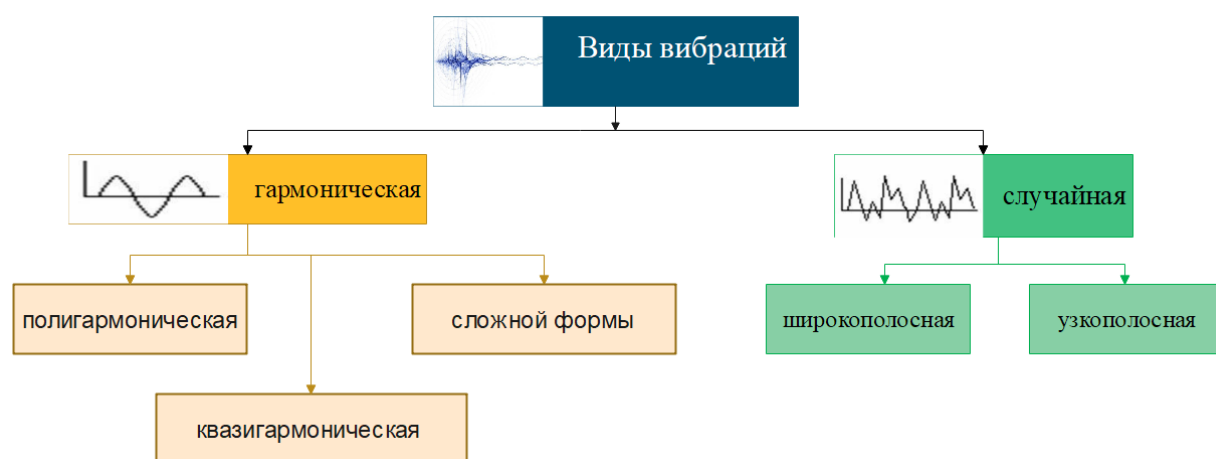 Виды вибраций
гармоническая
случайная
полигармоническая
сложной формы
широкополосная
узкополосная
квазигармоническая